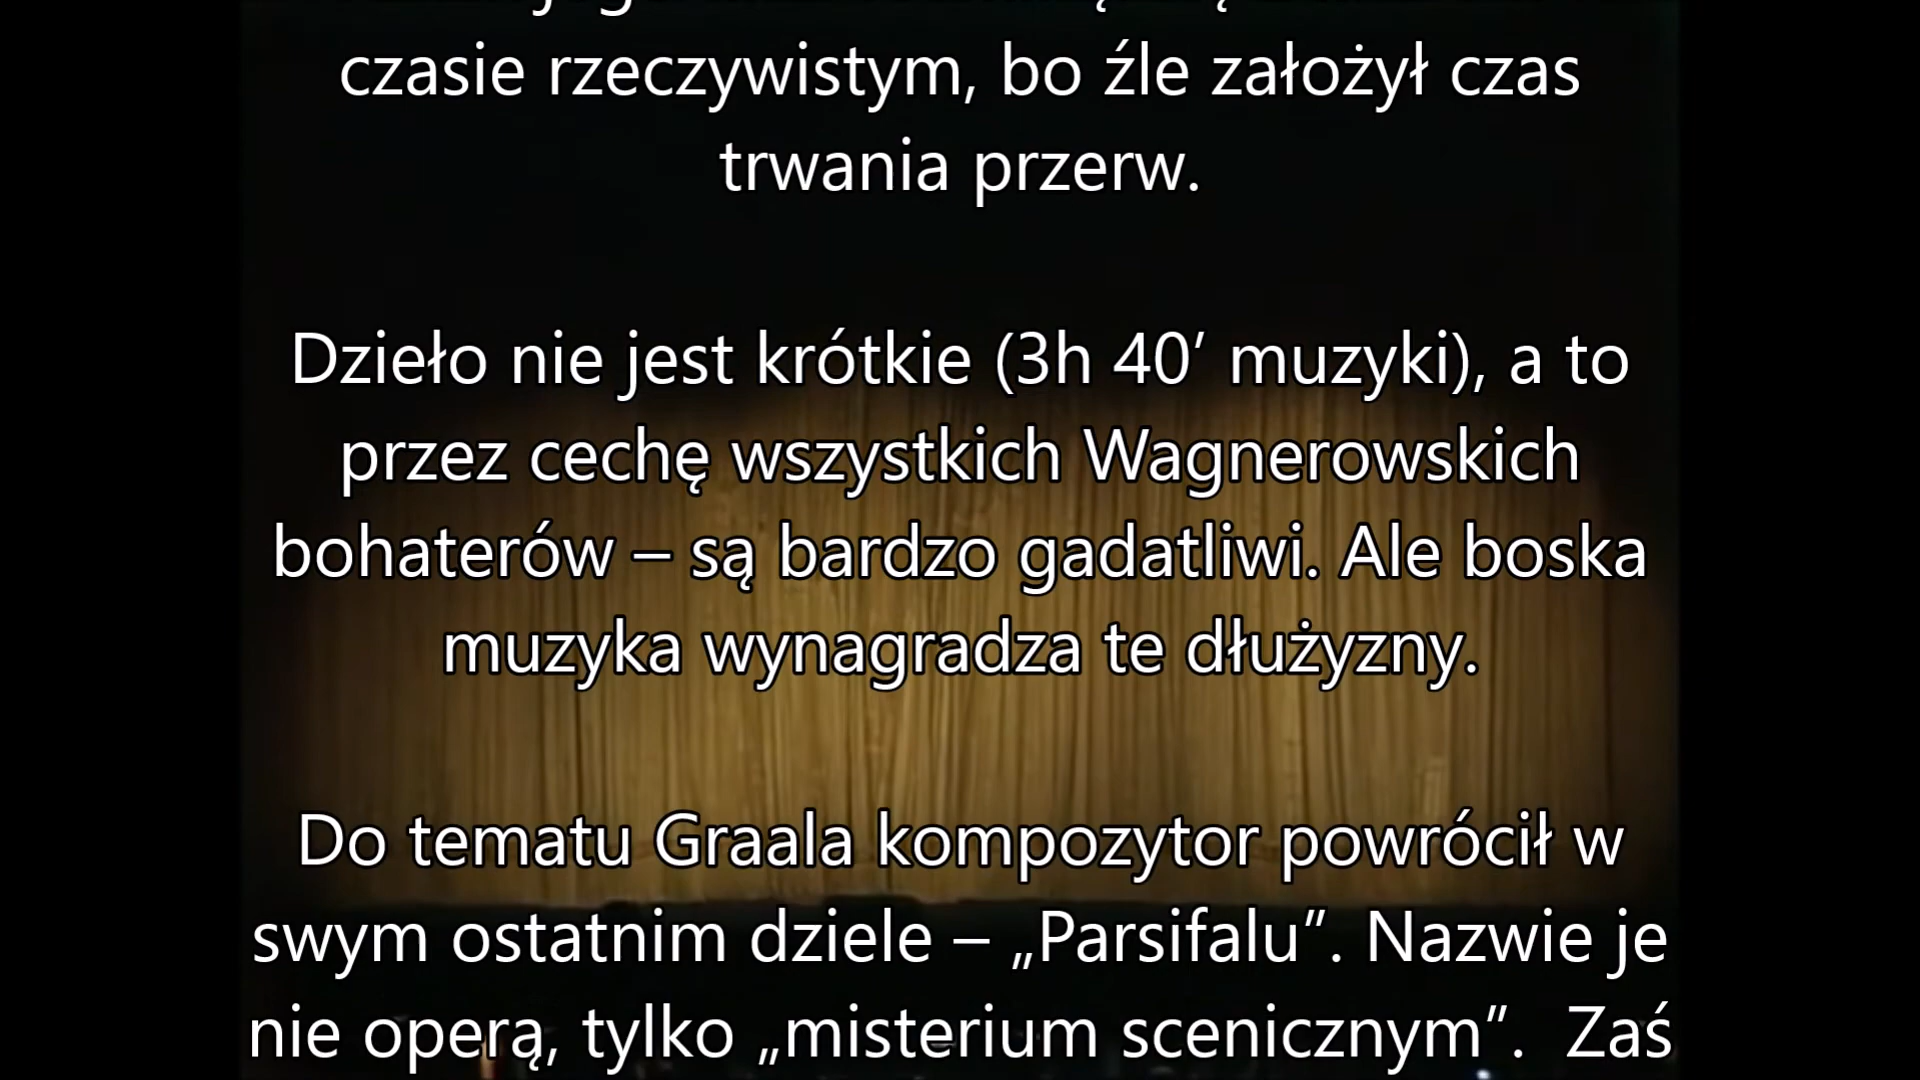 czasie rzeczywistym, bo źle założył czas
trwania przerw.
Dzieło nie jest krótkie (3h 40’ muzyki), a to
przez cechę wszystkich Wagnerowskich
bohaterów – są bardzo gadatliwi. Ale boska
muzyka wynagradza te dłużyzny.
Do tematu Graala kompozytor powrócił w
swym ostatnim dziele – „Parsifalu”. Nazwie je
nie operą, tylko „misterium scenicznym”. Zaś